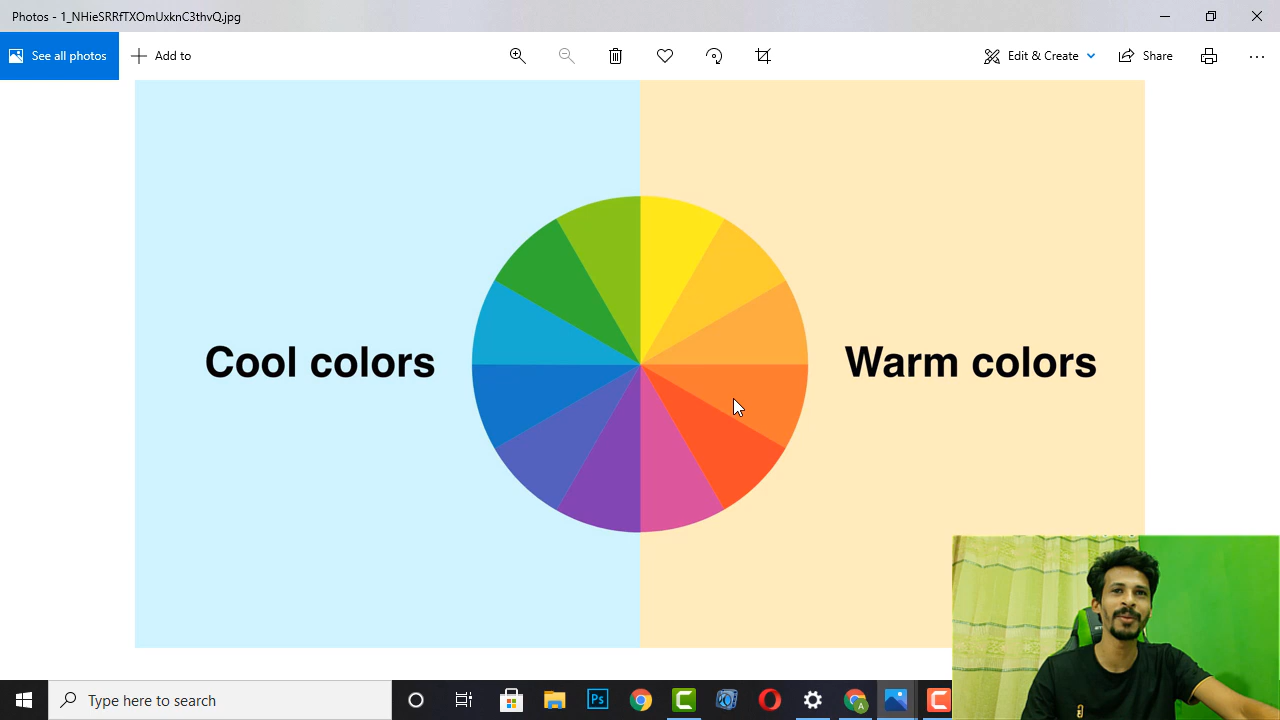 Photos - 1_NHieSRRfTXOmUxknC3thvQ.jpg
See all photos
Add to
Edit & Create
Share
Cool colors
Warm colors
Type here to search
Ps
C
A
C